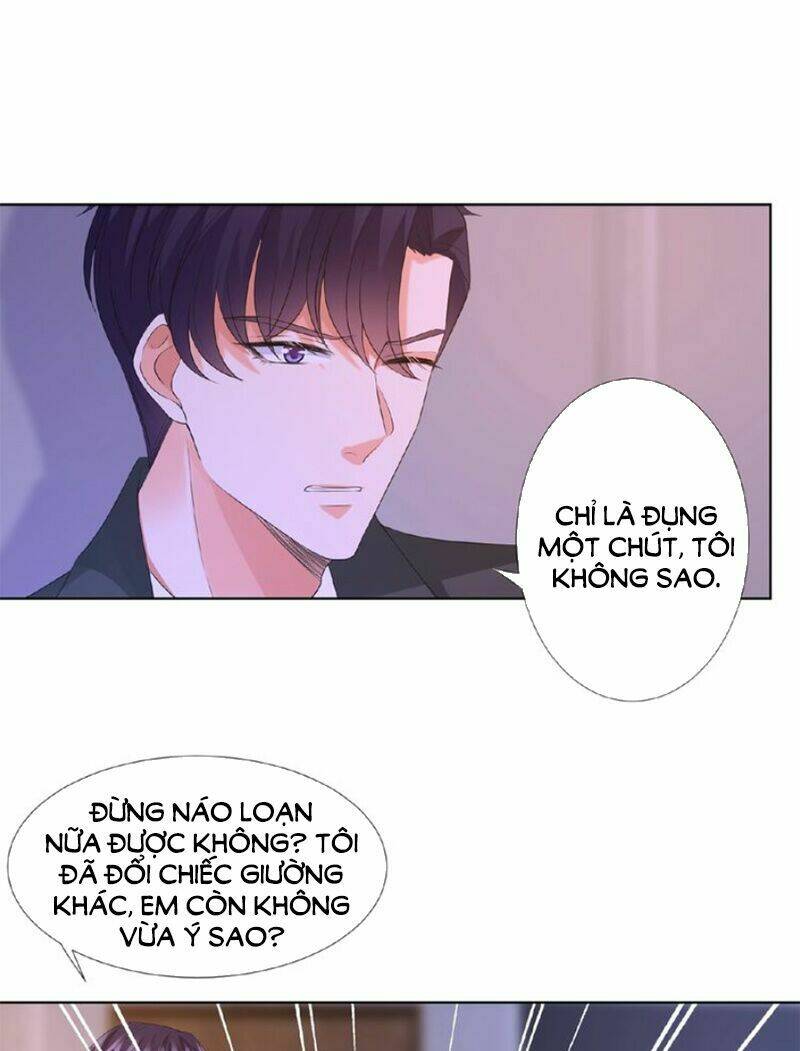 CHỈ LÀ ĐỤNG
MỘT CHÚT, TÔI
KHÔNG SAO.
ĐỪNG NÁO LOẠN
NỮA ĐƯỢC KHÔNG? TÔI
ĐÃ ĐỔI CHIẾC GIƯỜNG
KHÁC, EM CÒN KHÔNG
VỪA Ý SAO?